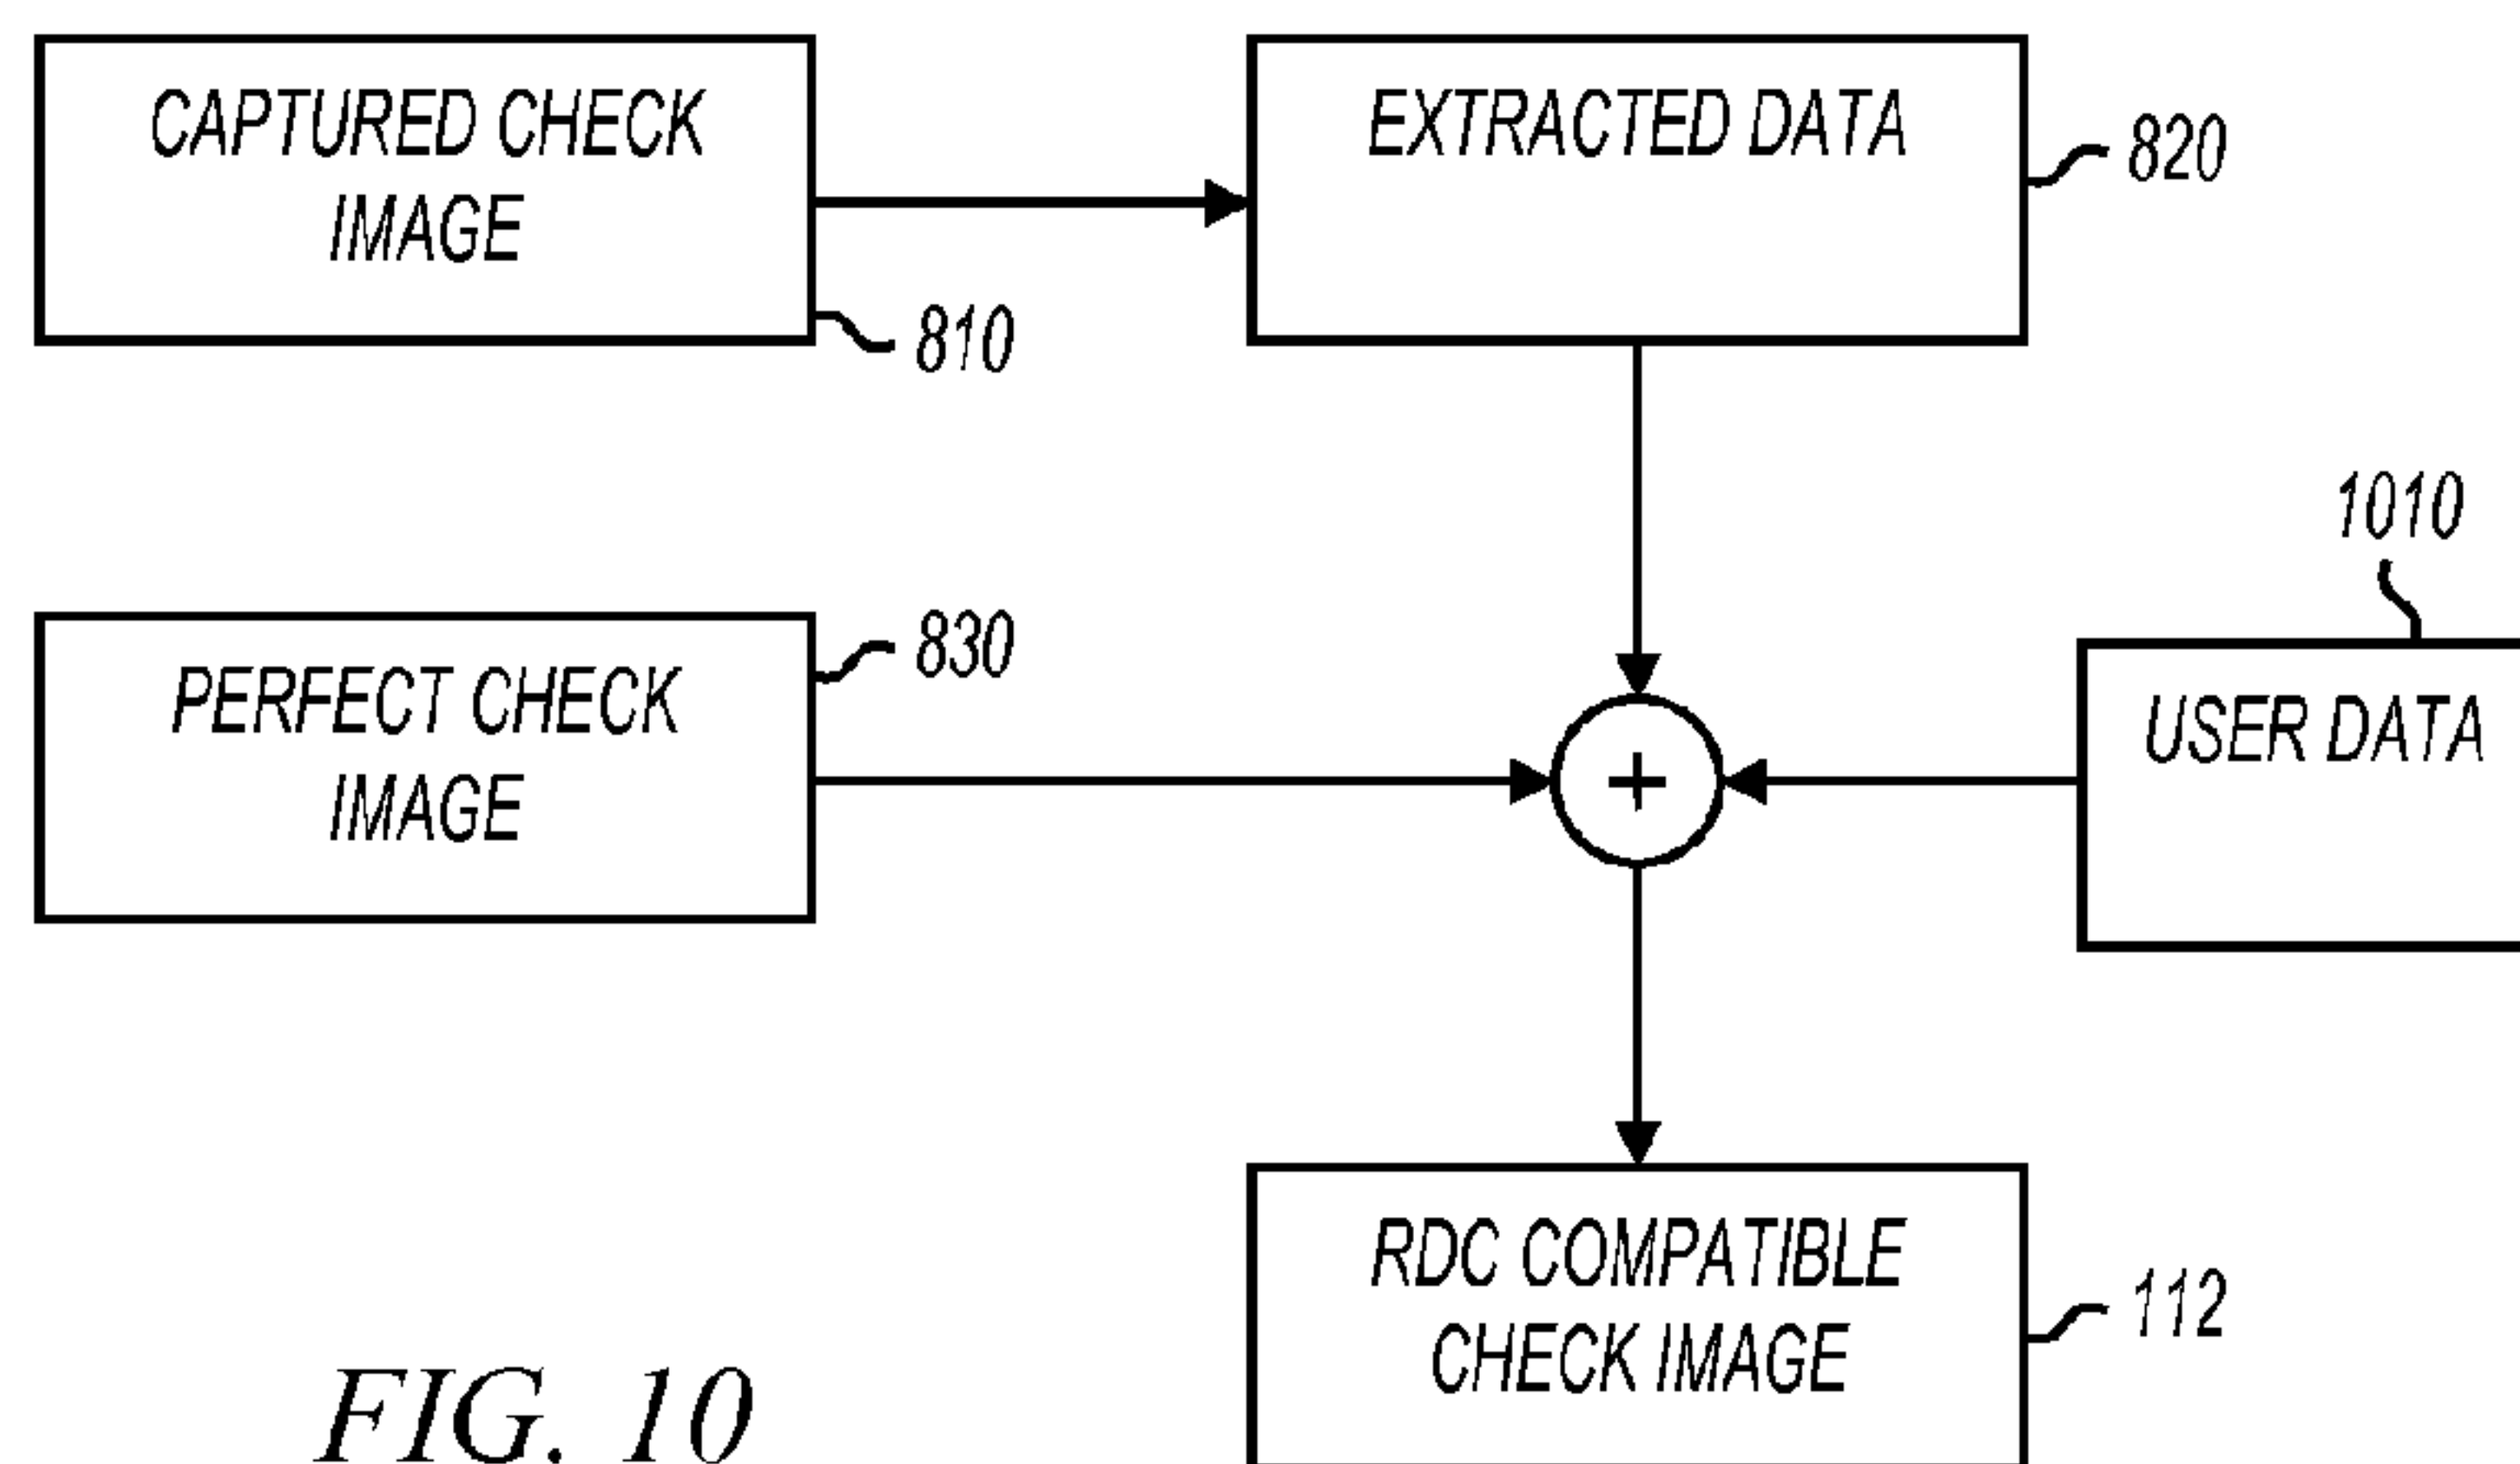 CAPTURED CHECK
IMAGE
810
EXTRACTED DATA
820
PERFECT CHECK
IMAGE
830
+
1010
USER DATA
RDC COMPATIBLE
CHECK IMAGE
112
FIG. 10